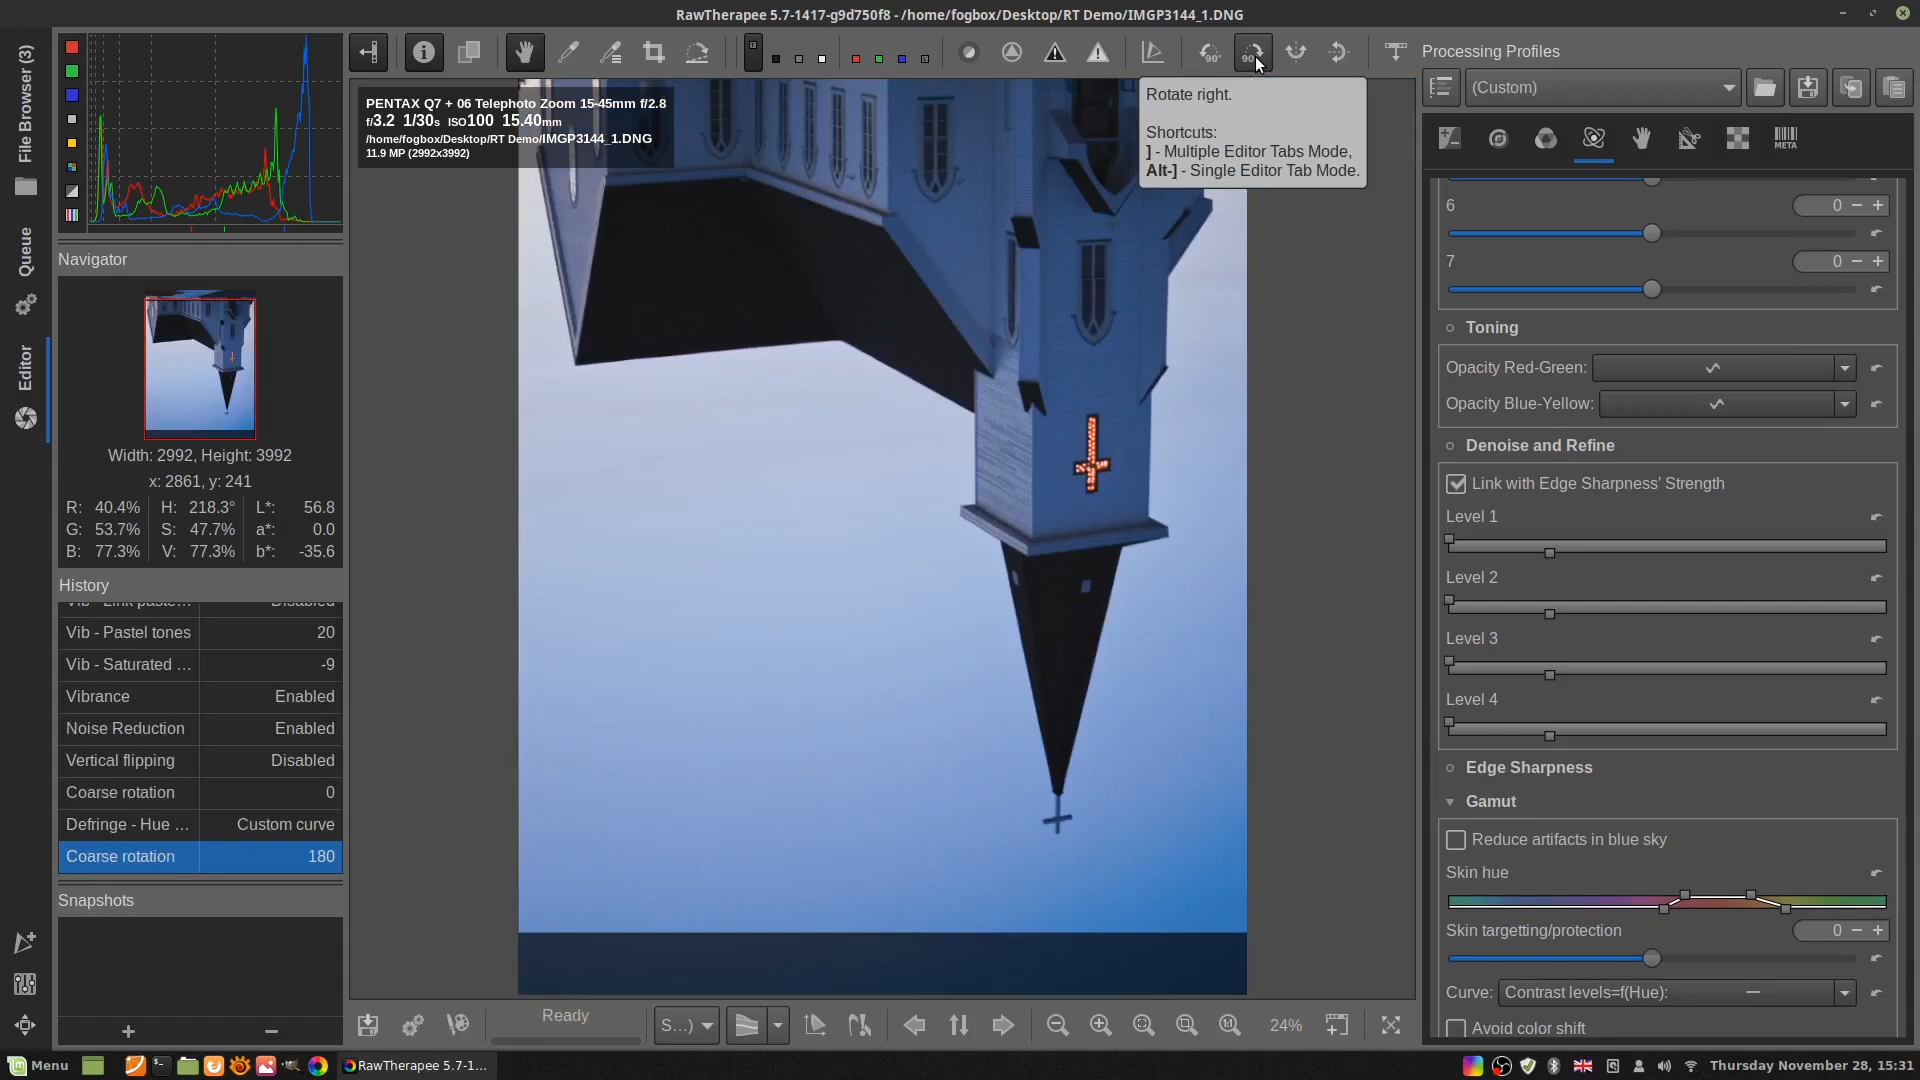 RawTherapee 5.7-1417-g9d750f8 - /home/fogbox/Desktop/RT Demo/IMGP3144_1.DNG
File Browser (3)
Queue
Editor
Navigator
Width: 2992, Height: 3992
x: 2861, y: 241
R: 40.4% H: 218.3° L*: 56.8
G: 53.7% S: 47.7% a*: 0.0
B: 77.3% V: 77.3% b*: -35.6
History
Vib - Pastel tones 20
Vib - Saturated ... -9
Vibrance Enabled
Noise Reduction Enabled
Vertical flipping Disabled
Coarse rotation 0
Defringe - Hue ... Custom curve
Coarse rotation 180
Snapshots
PENTAX Q7 + 06 Telephoto Zoom 15-45mm f/2.8
f/3.2 1/30s ISO100 15.40mm
/home/fogbox/Desktop/RT Demo/IMGP3144_1.DNG
11.9 MP (2992x3992)
90°
90°
Rotate right.
Shortcuts:
] - Multiple Editor Tabs Mode,
Alt-] - Single Editor Tab Mode.
Ready
S...)
24%
Processing Profiles
(Custom)
META
6 0
7 0
Toning
Opacity Red-Green:
Opacity Blue-Yellow:
Denoise and Refine
Link with Edge Sharpness' Strength
Level 1
Level 2
Level 3
Level 4
Edge Sharpness
Gamut
Reduce artifacts in blue sky
Skin hue
Skin targetting/protection 0
Curve: Contrast levels=f(Hue):
Avoid color shift
Menu
RawTherapee 5.7-1...
Thursday November 28, 15:31